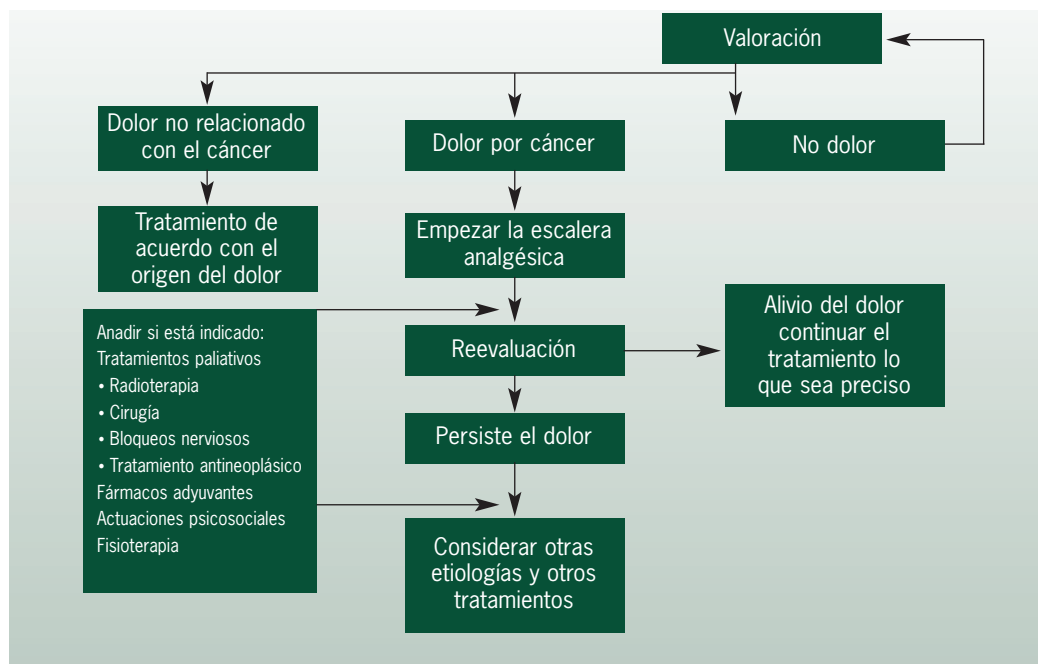 Valoración
Dolor no relacionado
con el cáncer
Dolor por cáncer
No dolor
Tratamiento de
acuerdo con el
origen del dolor
Empezar la escalera
analgésica
Anadir si está indicado:
Tratamientos paliativos
• Radioterapia
• Cirugía
• Bloqueos nerviosos
• Tratamiento antineoplásico
Fármacos adyuvantes
Actuaciones psicosociales
Fisioterapia
Reevaluación
Alivio del dolor
continuar el
tratamiento lo
que sea preciso
Persiste el dolor
Considerar otras
etiologías y otros
tratamientos